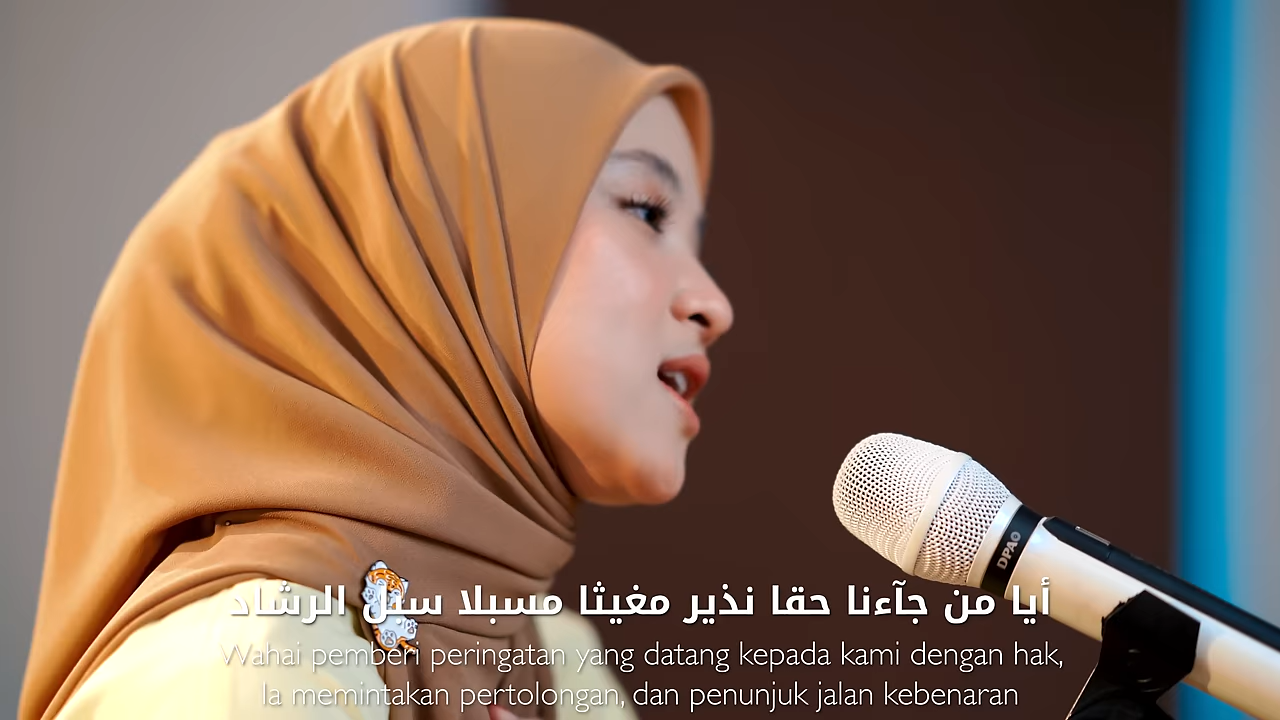 DPA
أيا من جآءنا حقا نذير مغيثا مسبلا سبل الرشاد
Wahai pemberi peringatan yang datang kepada kami dengan hak,
Ia memintakan pertolongan, dan penunjuk jalan kebenaran